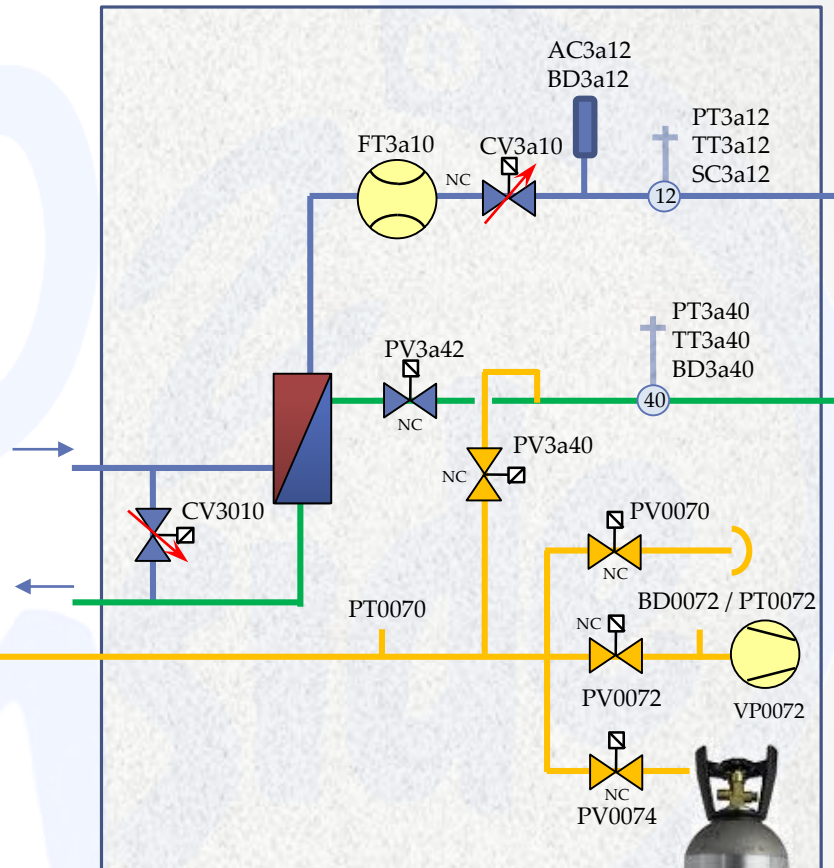 AC3a12
BD3a12
PT3a12
TT3a12
SC3a12
FT3a10
CV3a10
NC
12
PT3a40
TT3a40
BD3a40
PV3a42
NC
40
PV3a40
NC
CV3010
PV0070
NC
PT0070
BD0072 / PT0072
NC
PV0072
VP0072
NC
PV0074